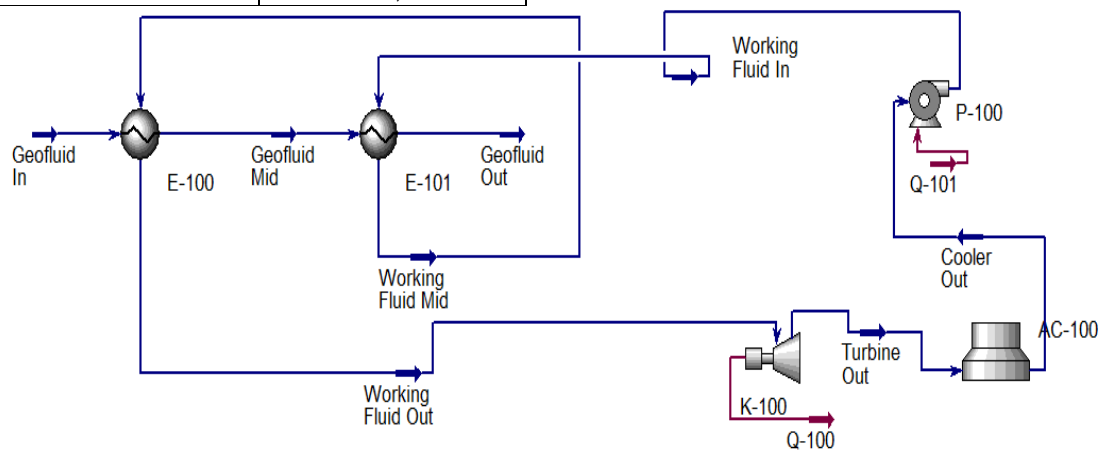 Working
Fluid In
P-100
Geofluid
In
E-100
Geofluid
Mid
E-101
Geofluid
Out
Q-101
Cooler
Out
Working
Fluid Mid
AC-100
Turbine
Out
Working
Fluid Out
K-100
Q-100